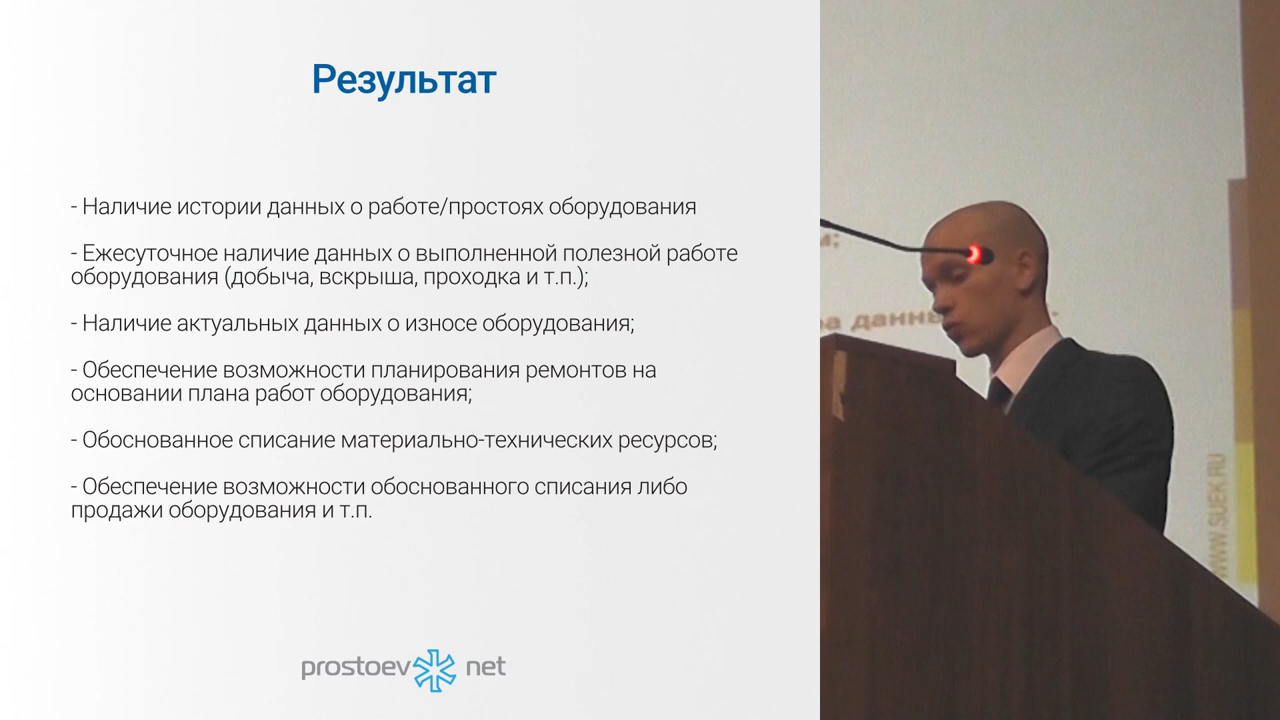 Результат
- Наличие истории данных о работе/простоях оборудования
- Ежесуточное наличие данных о выполненной полезной работе
оборудования (добыча, вскрыша, проходка и т.п.);
- Наличие актуальных данных о износе оборудования;
- Обеспечение возможности планирования ремонтов на
основании плана работ оборудования;
- Обоснованное списание материально-технических ресурсов;
- Обеспечение возможности обоснованного списания либо
продажи оборудования и т.п.
prostoev net
данн
WWW.SUEK.RU